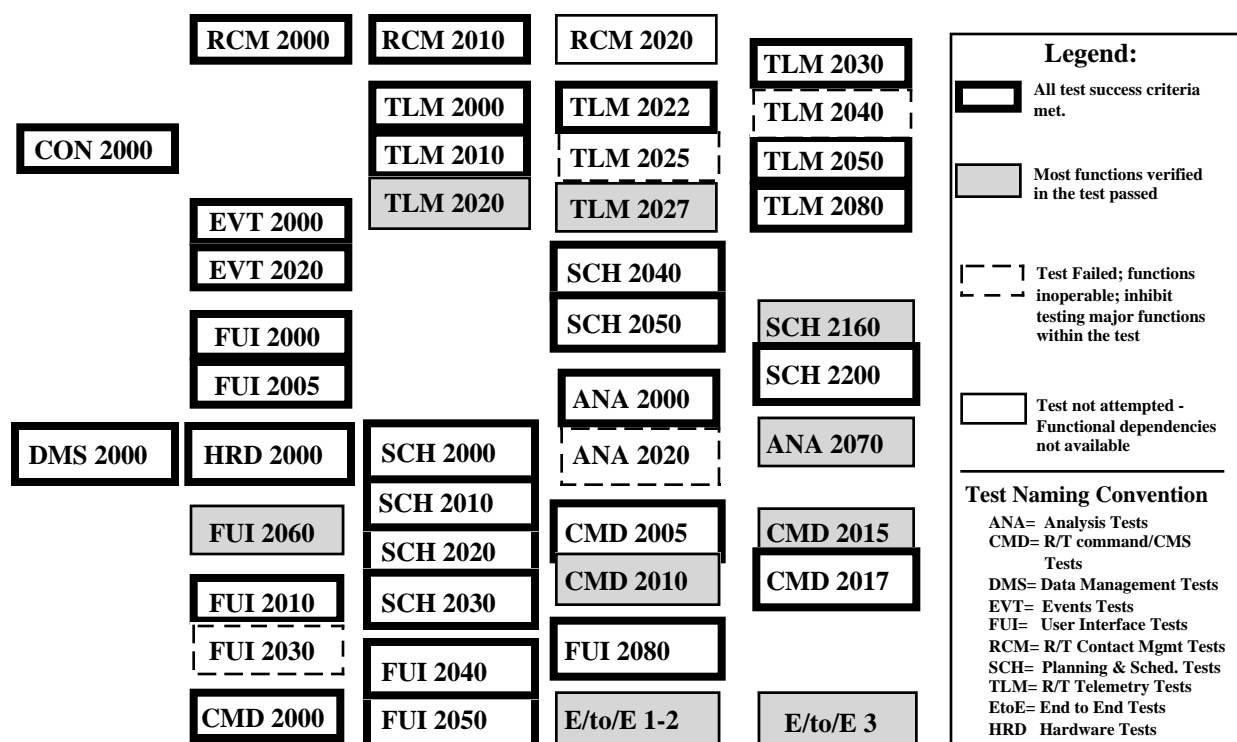 RCM 2000
RCM 2010
RCM 2020
TLM 2030
TLM 2000
TLM 2022
TLM 2040
CON 2000
TLM 2010
TLM 2025
TLM 2050
TLM 2020
TLM 2027
TLM 2080
EVT 2000
EVT 2020
SCH 2040
FUI 2000
SCH 2050
SCH 2160
FUI 2005
ANA 2000
SCH 2200
DMS 2000
HRD 2000
SCH 2000
ANA 2020
ANA 2070
SCH 2010
FUI 2060
SCH 2020
CMD 2005
CMD 2015
FUI 2010
SCH 2030
CMD 2010
CMD 2017
FUI 2030
FUI 2040
FUI 2080
CMD 2000
FUI 2050
E/to/E 1-2
E/to/E 3
Legend:
All test success criteria
met.
Most functions verified
in the test passed
Test Failed; functions
inoperable; inhibit
testing major functions
within the test
Test not attempted -
Functional dependencies
not available
Test Naming Convention
ANA= Analysis Tests
CMD= R/T command/CMS
Tests
DMS= Data Management Tests
EVT= Events Tests
FUI= User Interface Tests
RCM= R/T Contact Mgmt Tests
SCH= Planning & Sched. Tests
TLM= R/T Telemetry Tests
EtoE= End to End Tests
HRD Hardware Tests